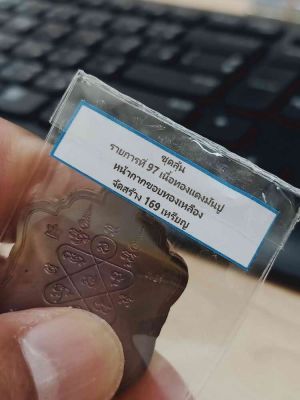 ชุดลุ้น
รายการที่ 97 เนื้อทองแดงมันปู
หน้ากากขอบทองเหลือง
จัดสร้าง 169 เหรียญ